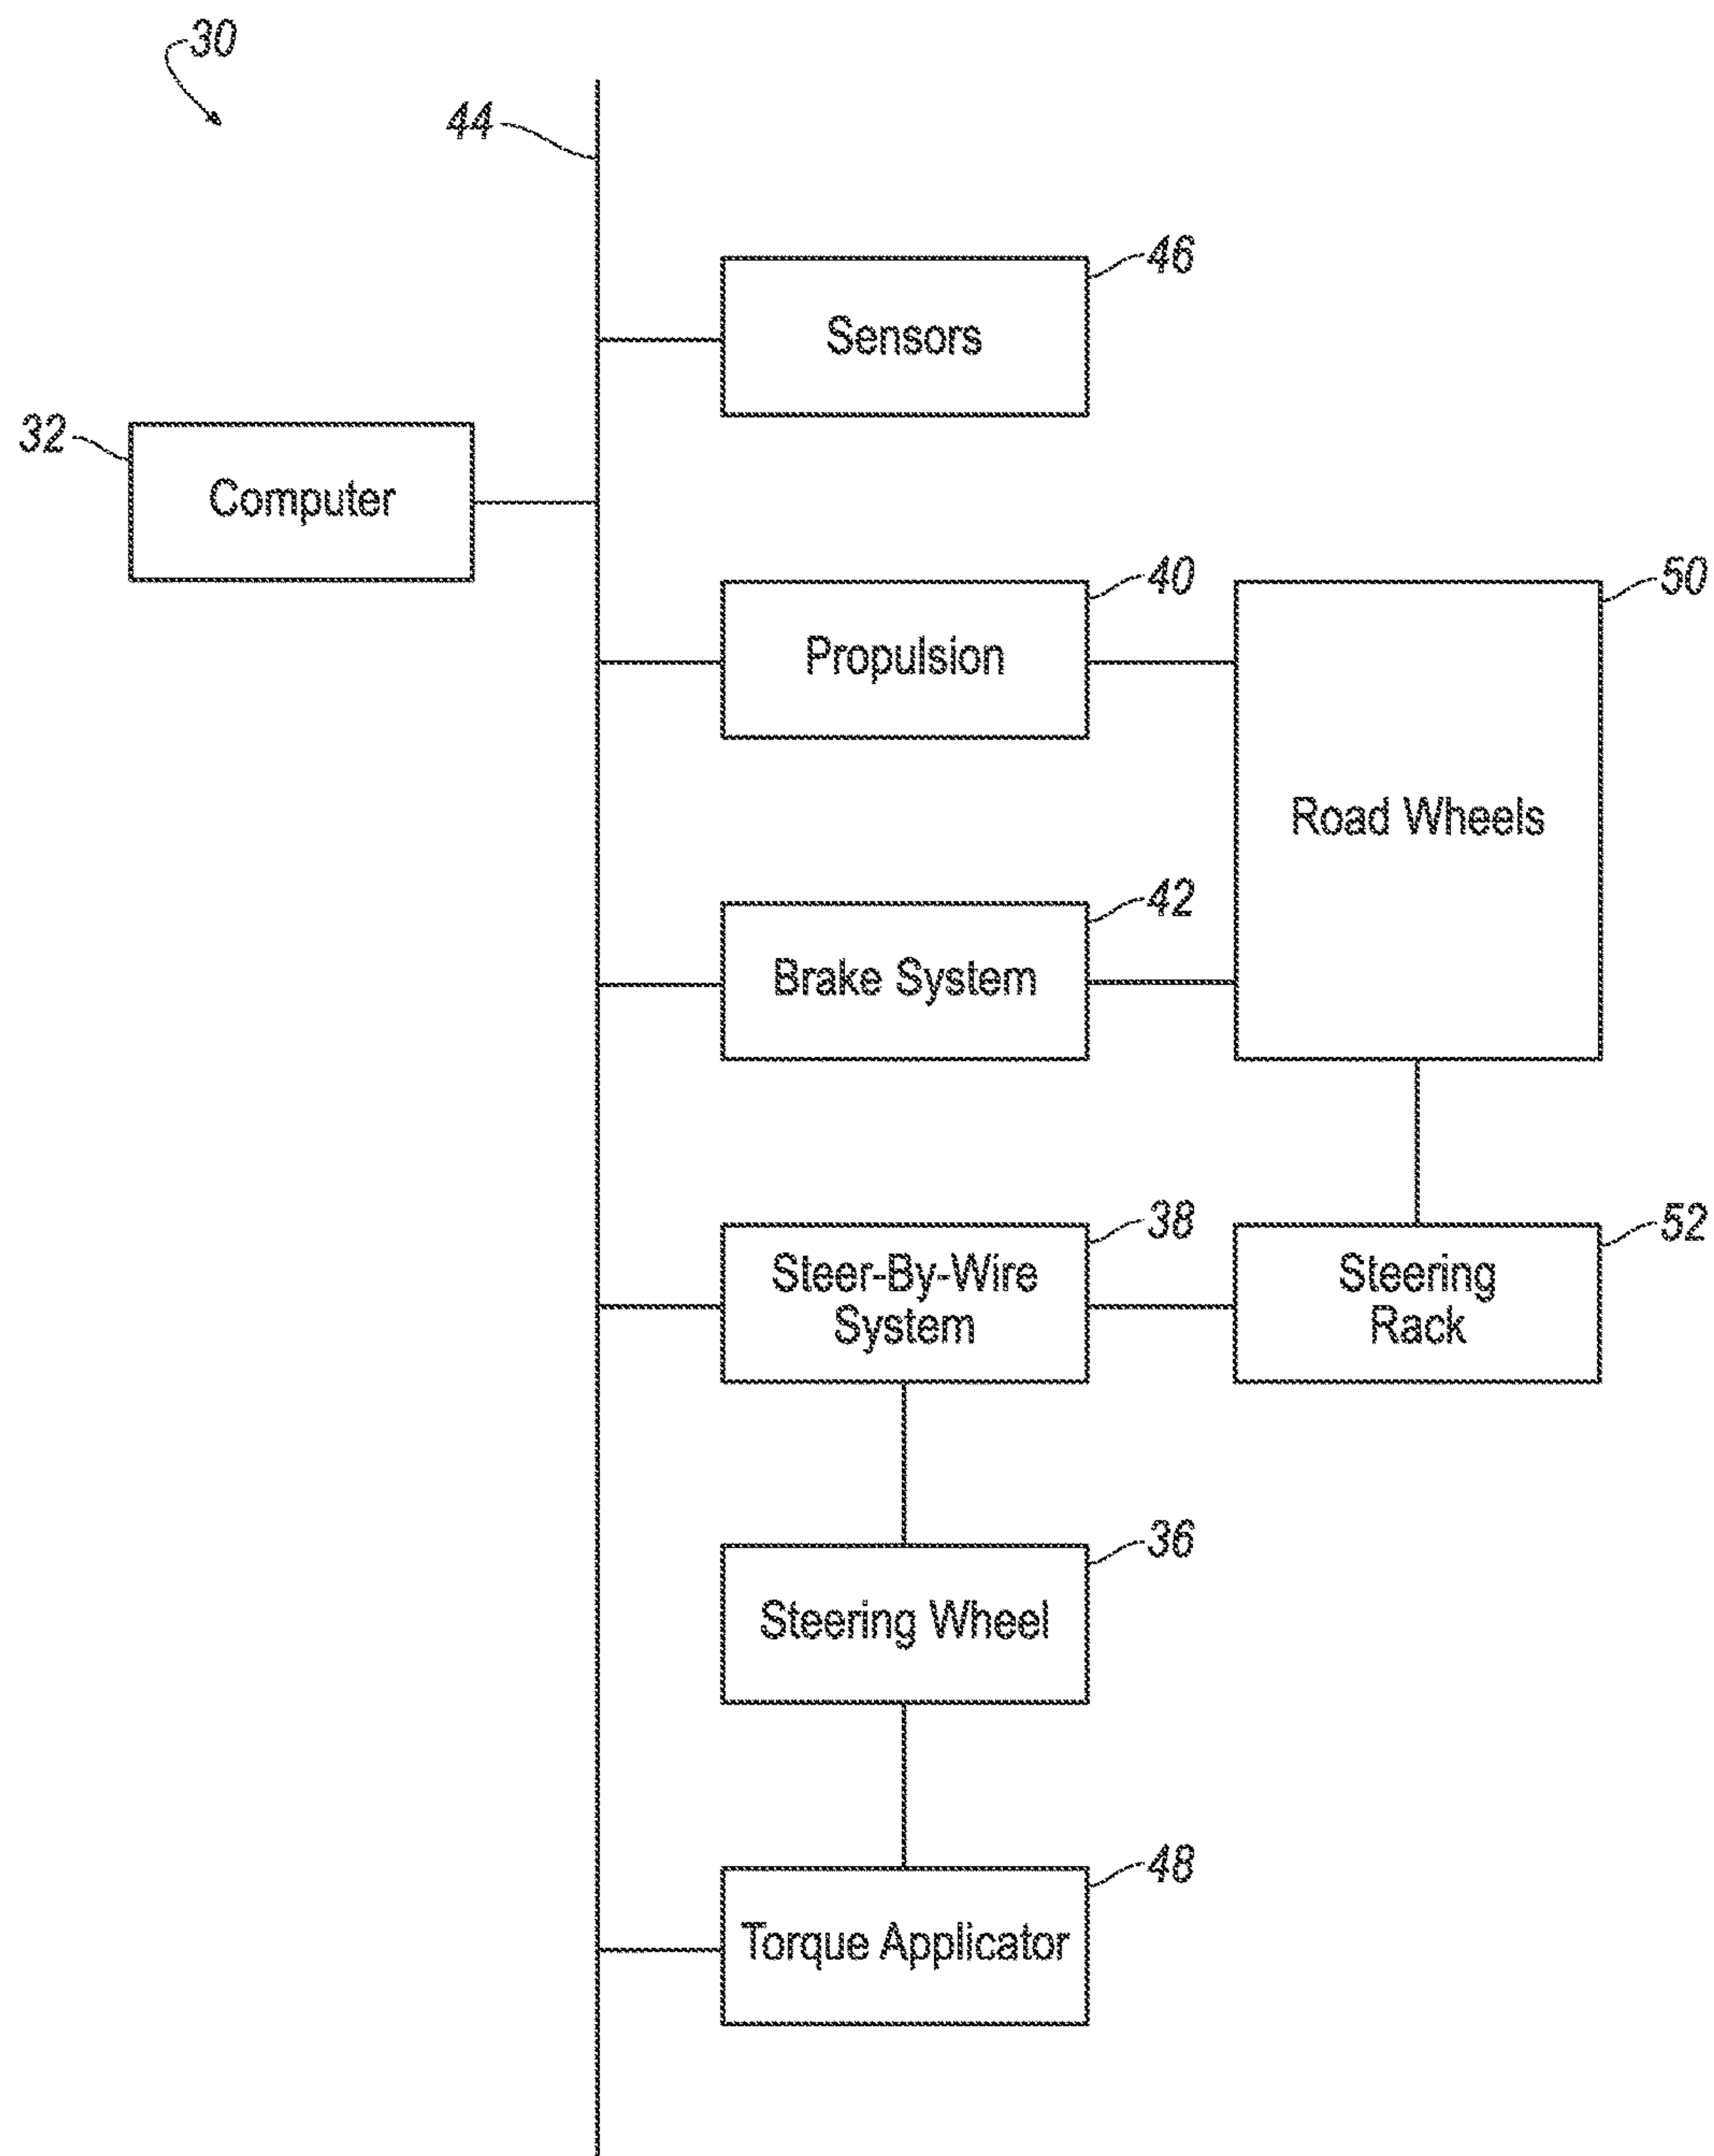 30
44
46
Sensors
32
Computer
40
50
Propulsion
Road Wheels
42
Brake System
38
52
Steer-By-Wire
System
Steering
Rack
36
Steering Wheel
48
Torque Applicator